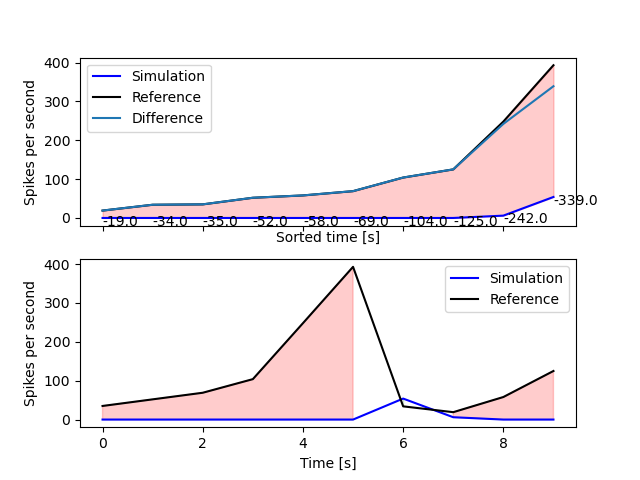 400
300
200
100
0
Spikes per second
Simulation
Reference
Difference
-19.0 -34.0 -35.0 -52.0 -58.0 -69.0 -104.0 -125.0 -242.0 -339.0
Sorted time [s]
400
300
200
100
0
Spikes per second
Simulation
Reference
0 2 4 6 8
Time [s]